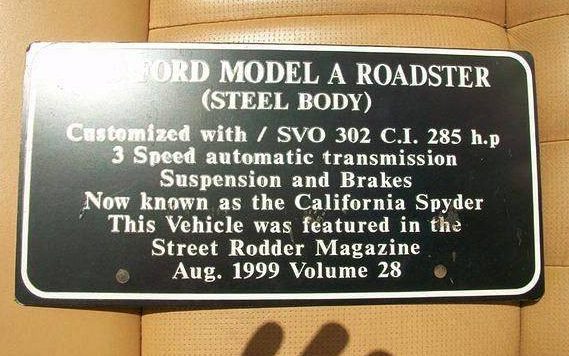 FORD MODEL A ROADSTER
(STEEL BODY)
Customized with / SVO 302 C.I. 285 h.p
3 Speed automatic transmission
Suspension and Brakes
Now known as the California Spyder
This Vehicle was featured in the
Street Rodder Magazine
Aug. 1999 Volume 28